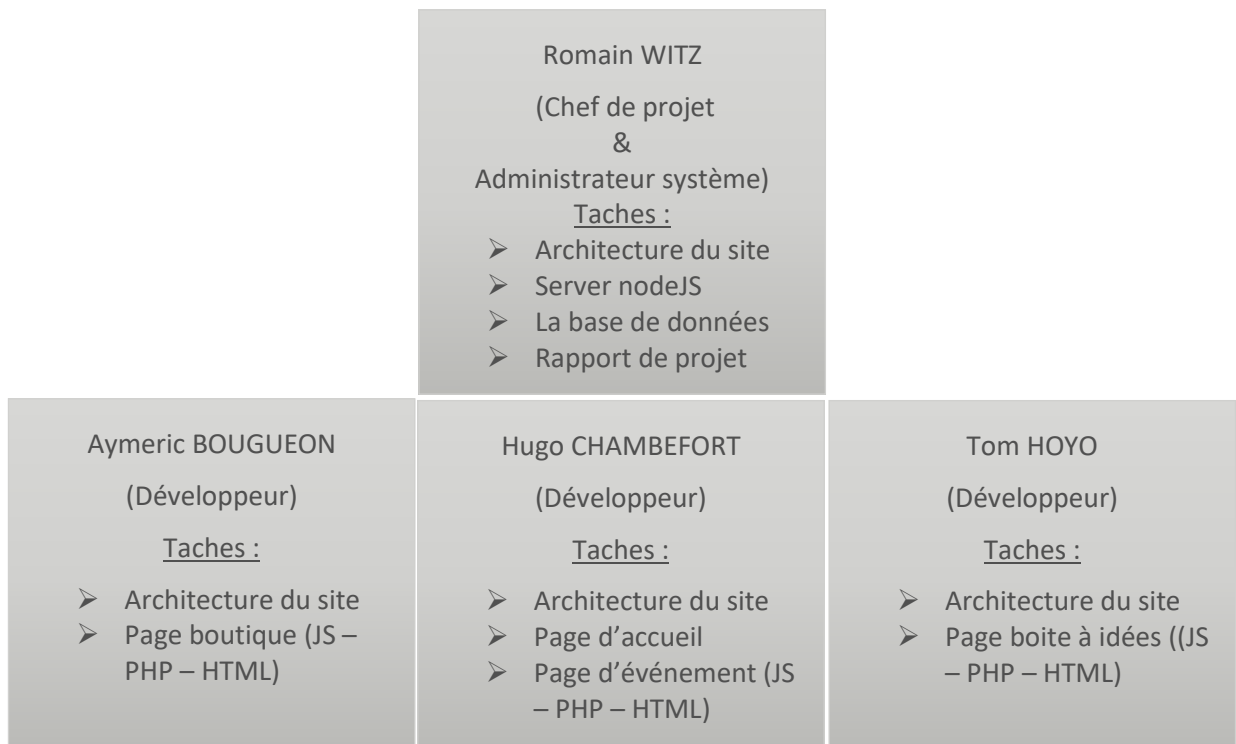 Romain WITZ
(Chef de projet
&
Administrateur système)
Taches :
➢ Architecture du site
➢ Server nodeJS
➢ La base de données
➢ Rapport de projet
Aymeric BOUGUEON
(Développeur)
Taches :
➢ Architecture du site
➢ Page boutique (JS –
PHP – HTML)
Hugo CHAMBEFORT
(Développeur)
Taches :
➢ Architecture du site
➢ Page d’accueil
➢ Page d’événement (JS
– PHP – HTML)
Tom HOYO
(Développeur)
Taches :
➢ Architecture du site
➢ Page boite à idées ((JS
– PHP – HTML)